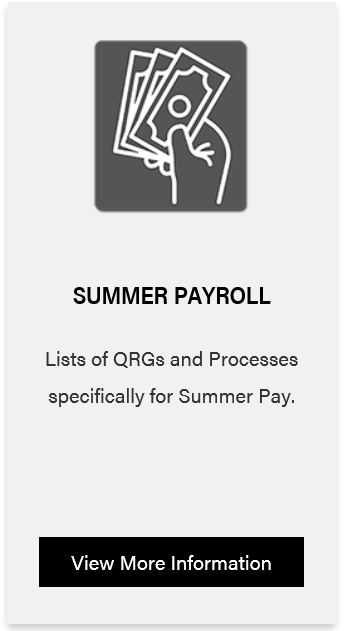 SUMMER PAYROLL
Lists of QRGs and Processes
specifically for Summer Pay.
View More Information